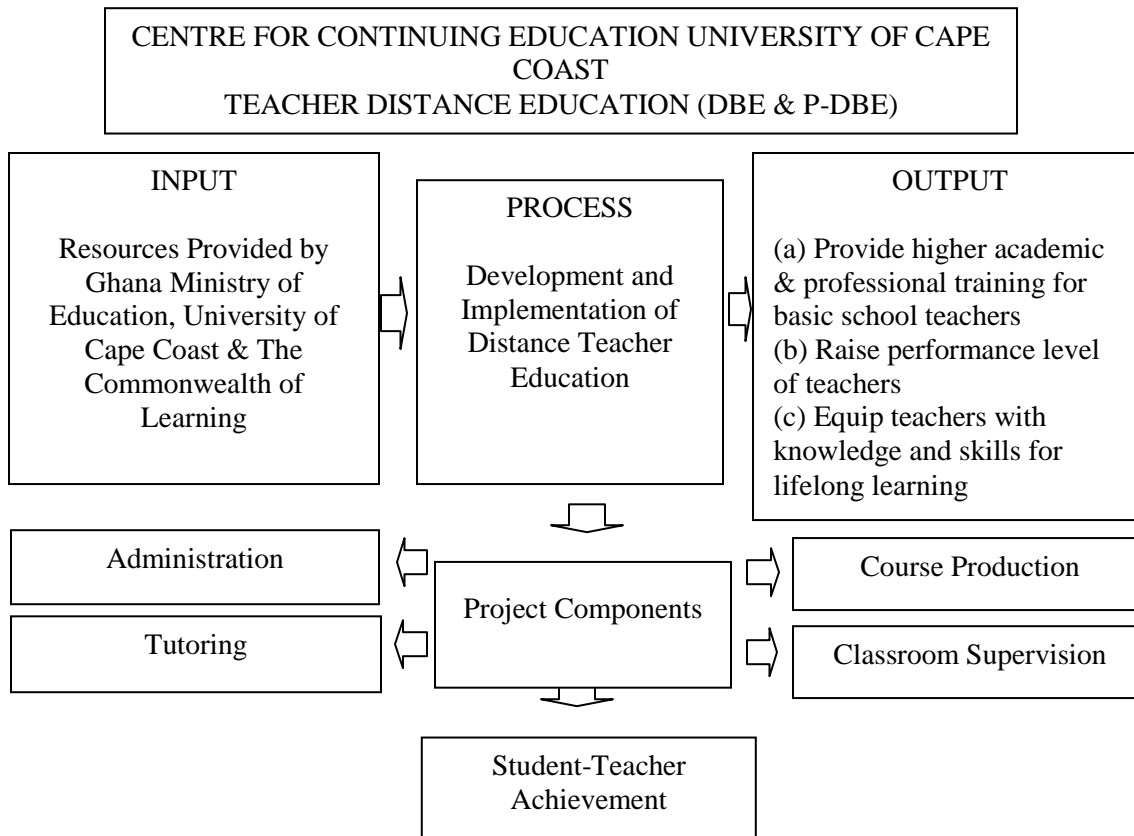 CENTRE FOR CONTINUING EDUCATION UNIVERSITY OF CAPE
COAST
TEACHER DISTANCE EDUCATION (DBE & P-DBE)
INPUT
Resources Provided by
Ghana Ministry of
Education, University of
Cape Coast & The
Commonwealth of
Learning
PROCESS
Development and
Implementation of
Distance Teacher
Education
OUTPUT
(a) Provide higher academic
& professional training for
basic school teachers
(b) Raise performance level
of teachers
(c) Equip teachers with
knowledge and skills for
lifelong learning
Administration
Tutoring
Project Components
Course Production
Classroom Supervision
Student-Teacher
Achievement